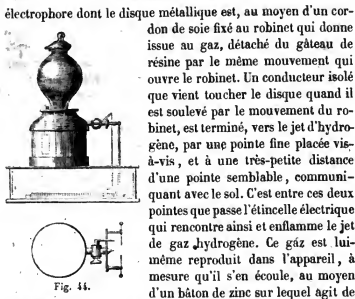 électrophore dont le disque métallique est, au moyen d'un cor-
don de soie fixé au robinet qui donne
issue au gaz, détaché du gâteau de
résine par le même mouvement qui
ouvre le robinet. Un conducteur isolé
que vient toucher le disque quand il
est soulevé par le mouvement du ro-
binet, est terminé, vers le jet d'hydro-
gène, par une pointe fine placée vis-
à-vis, et à une très-petite distance
d'une pointe semblable, communi-
quant avec le sol. C'est entre ces deux
pointes que passe l'étincelle électrique
qui rencontre ainsi et enflamme le jet
de gaz hydrogène. Ce gaz est lui-
même reproduit dans l'appareil, à
mesure qu'il s'en écoule, au moyen
d'un bâton de zinc sur lequel agit de
Fig. 44.